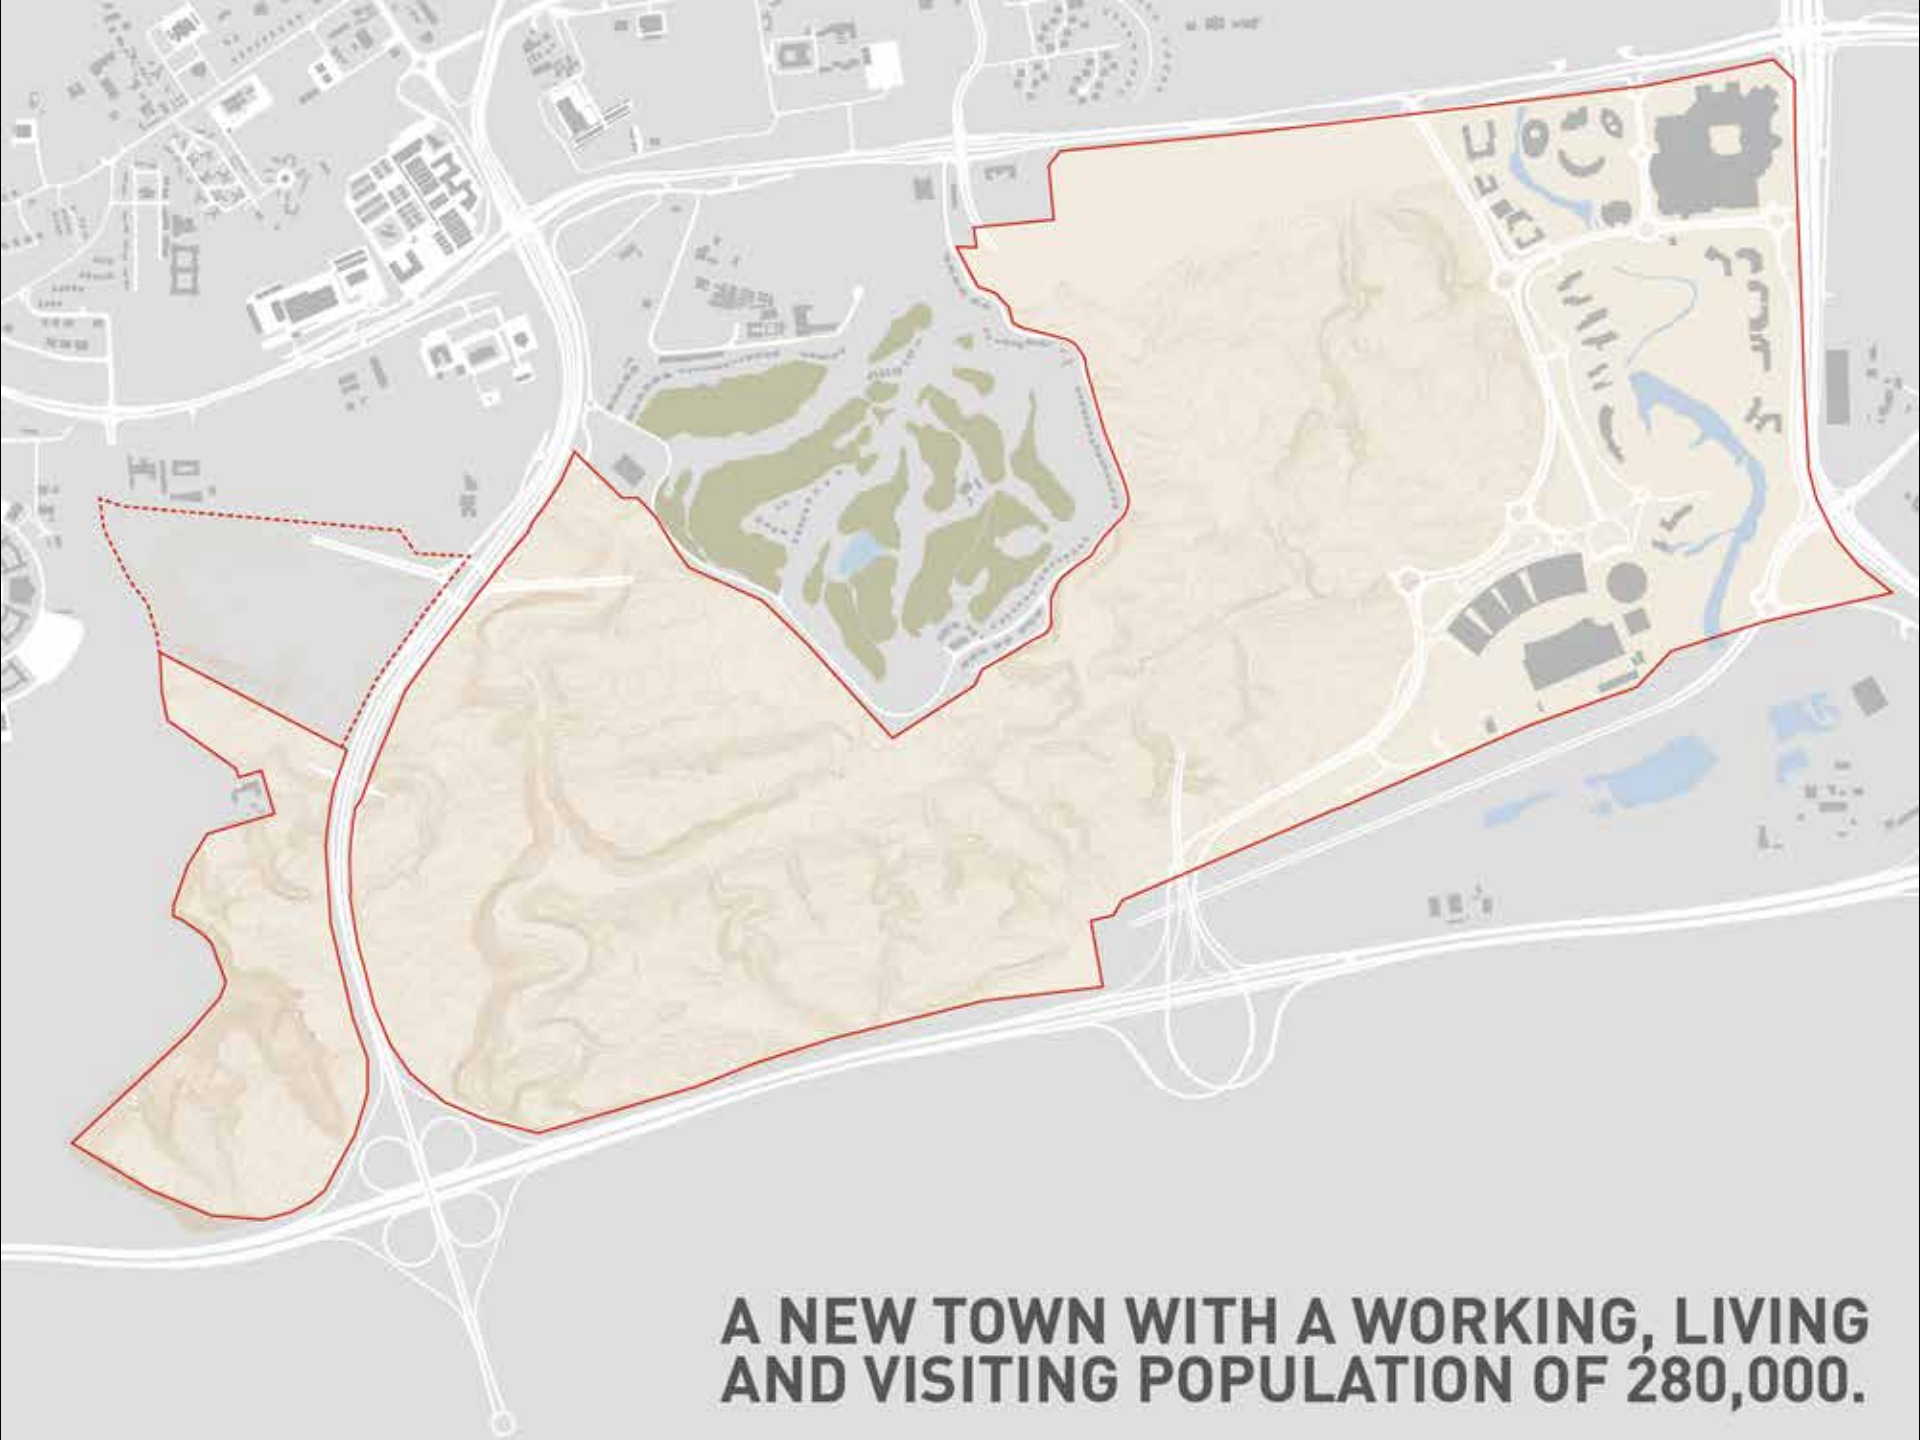 A NEW TOWN WITH A WORKING, LIVING
AND VISITING POPULATION OF 280,000.